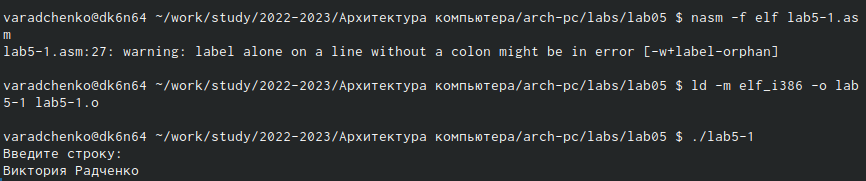 varadchenko@dk6n64 ~/work/study/2022-2023/Архитектура компьютера/arch-pc/labs/lab05 $ nasm -f elf lab5-1.as
m
lab5-1.asm:27: warning: label alone on a line without a colon might be in error [-w+label-orphan]
varadchenko@dk6n64 ~/work/study/2022-2023/Архитектура компьютера/arch-pc/labs/lab05 $ ld -m elf_i386 -o lab
5-1 lab5-1.o
varadchenko@dk6n64 ~/work/study/2022-2023/Архитектура компьютера/arch-pc/labs/lab05 $ ./lab5-1
Введите строку:
Виктория Радченко